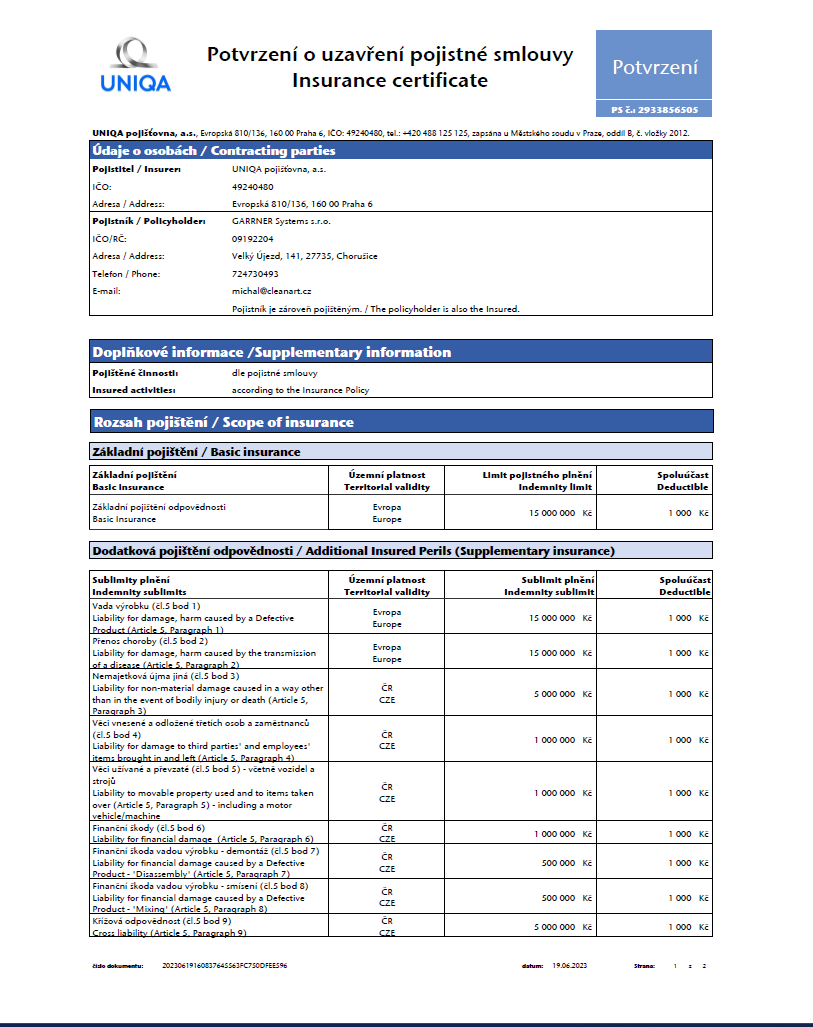 UNIQA
Potvrzení o uzavření pojistné smlouvy
Insurance certificate
Potvrzení
PS č.: 2933856505
UNIQA pojišťovna, a.s., Evropská 810/136, 160 00 Praha 6, IČO: 49240480, tel.: +420 488 125 125, zapsána u Městského soudu v Praze, oddíl B, č. vložky 2012.
Údaje o osobách / Contracting parties
Pojistitel / Insurer: UNIQA pojišťovna, a.s.
IČO: 49240480
Adresa / Address: Evropská 810/136, 160 00 Praha 6
Pojistník / Policyholder: GARRNER Systems s.r.o.
IČO/RČ: 09192204
Adresa / Address: Velký Újezd, 141, 27735, Chorušice
Telefon / Phone: 724730493
E-mail: michal@cleanart.cz
Pojistník je zároveň pojištěným. / The policyholder is also the Insured.
Doplňkové informace /Supplementary information
Pojištěné činnosti: dle pojistné smlouvy
Insured activities: according to the Insurance Policy
Rozsah pojištění / Scope of insurance
Základní pojištění / Basic insurance
Základní pojištění Územní platnost Limit pojistného plnění Spoluúčast
Basic Insurance Territorial validity Indemnity limit Deductible
Základní pojištění odpovědnosti Evropa
Basic Insurance Europe 15 000 000 Kč 1 000 Kč
Dodatková pojištění odpovědnosti / Additional Insured Perils (Supplementary insurance)
Sublimity plnění Územní platnost Sublimit plnění Spoluúčast
Indemnity sublimits Territorial validity Indemnity sublimit Deductible
Vada výrobku (čl.5 bod 1)
Liability for damage, harm caused by a Defective
Product (Article 5, Paragraph 1)
Evropa
Europe
15 000 000 Kč 1 000 Kč
Přenos choroby (čl.5 bod 2)
Liability for damage, harm caused by the transmission
of a disease (Article 5, Paragraph 2)
Evropa
Europe
15 000 000 Kč 1 000 Kč
Nemajetková újma jiná (čl.5 bod 3)
Liability for non-material damage caused in a way other
than in the event of bodily injury or death (Article 5,
Paragraph 3)
ČR
CZE
5 000 000 Kč 1 000 Kč
Věci vnesené a odložené třetích osob a zaměstnanců
(čl.5 bod 4)
Liability for damage to third parties' and employees'
items brought in and left (Article 5, Paragraph 4)
ČR
CZE
1 000 000 Kč 1 000 Kč
Věci užívané a převzaté (čl.5 bod 5) - včetně vozidel a
strojů
Liability to movable property used and to items taken
over (Article 5, Paragraph 5) - including a motor
vehicle/machine
ČR
CZE
1 000 000 Kč 1 000 Kč
Finanční škody (čl.5 bod 6)
Liability for financial damage (Article 5, Paragraph 6)
ČR
CZE
1 000 000 Kč 1 000 Kč
Finanční škoda vadou výrobku - demontáž (čl.5 bod 7)
Liability for financial damage caused by a Defective
Product - 'Disassembly' (Article 5, Paragraph 7)
ČR
CZE
500 000 Kč 1 000 Kč
Finanční škoda vadou výrobku - smísení (čl.5 bod 8)
Liability for financial damage caused by a Defective
Product - 'Mixing' (Article 5, Paragraph 8)
ČR
CZE
500 000 Kč 1 000 Kč
Křížová odpovědnost (čl.5 bod 9)
Cross liability (Article 5, Paragraph 9)
ČR
CZE
5 000 000 Kč 1 000 Kč
číslo dokumentu: 20230619160837645563FC750DFEE596 datum: 19.06.2023 Strana: 1 z 2